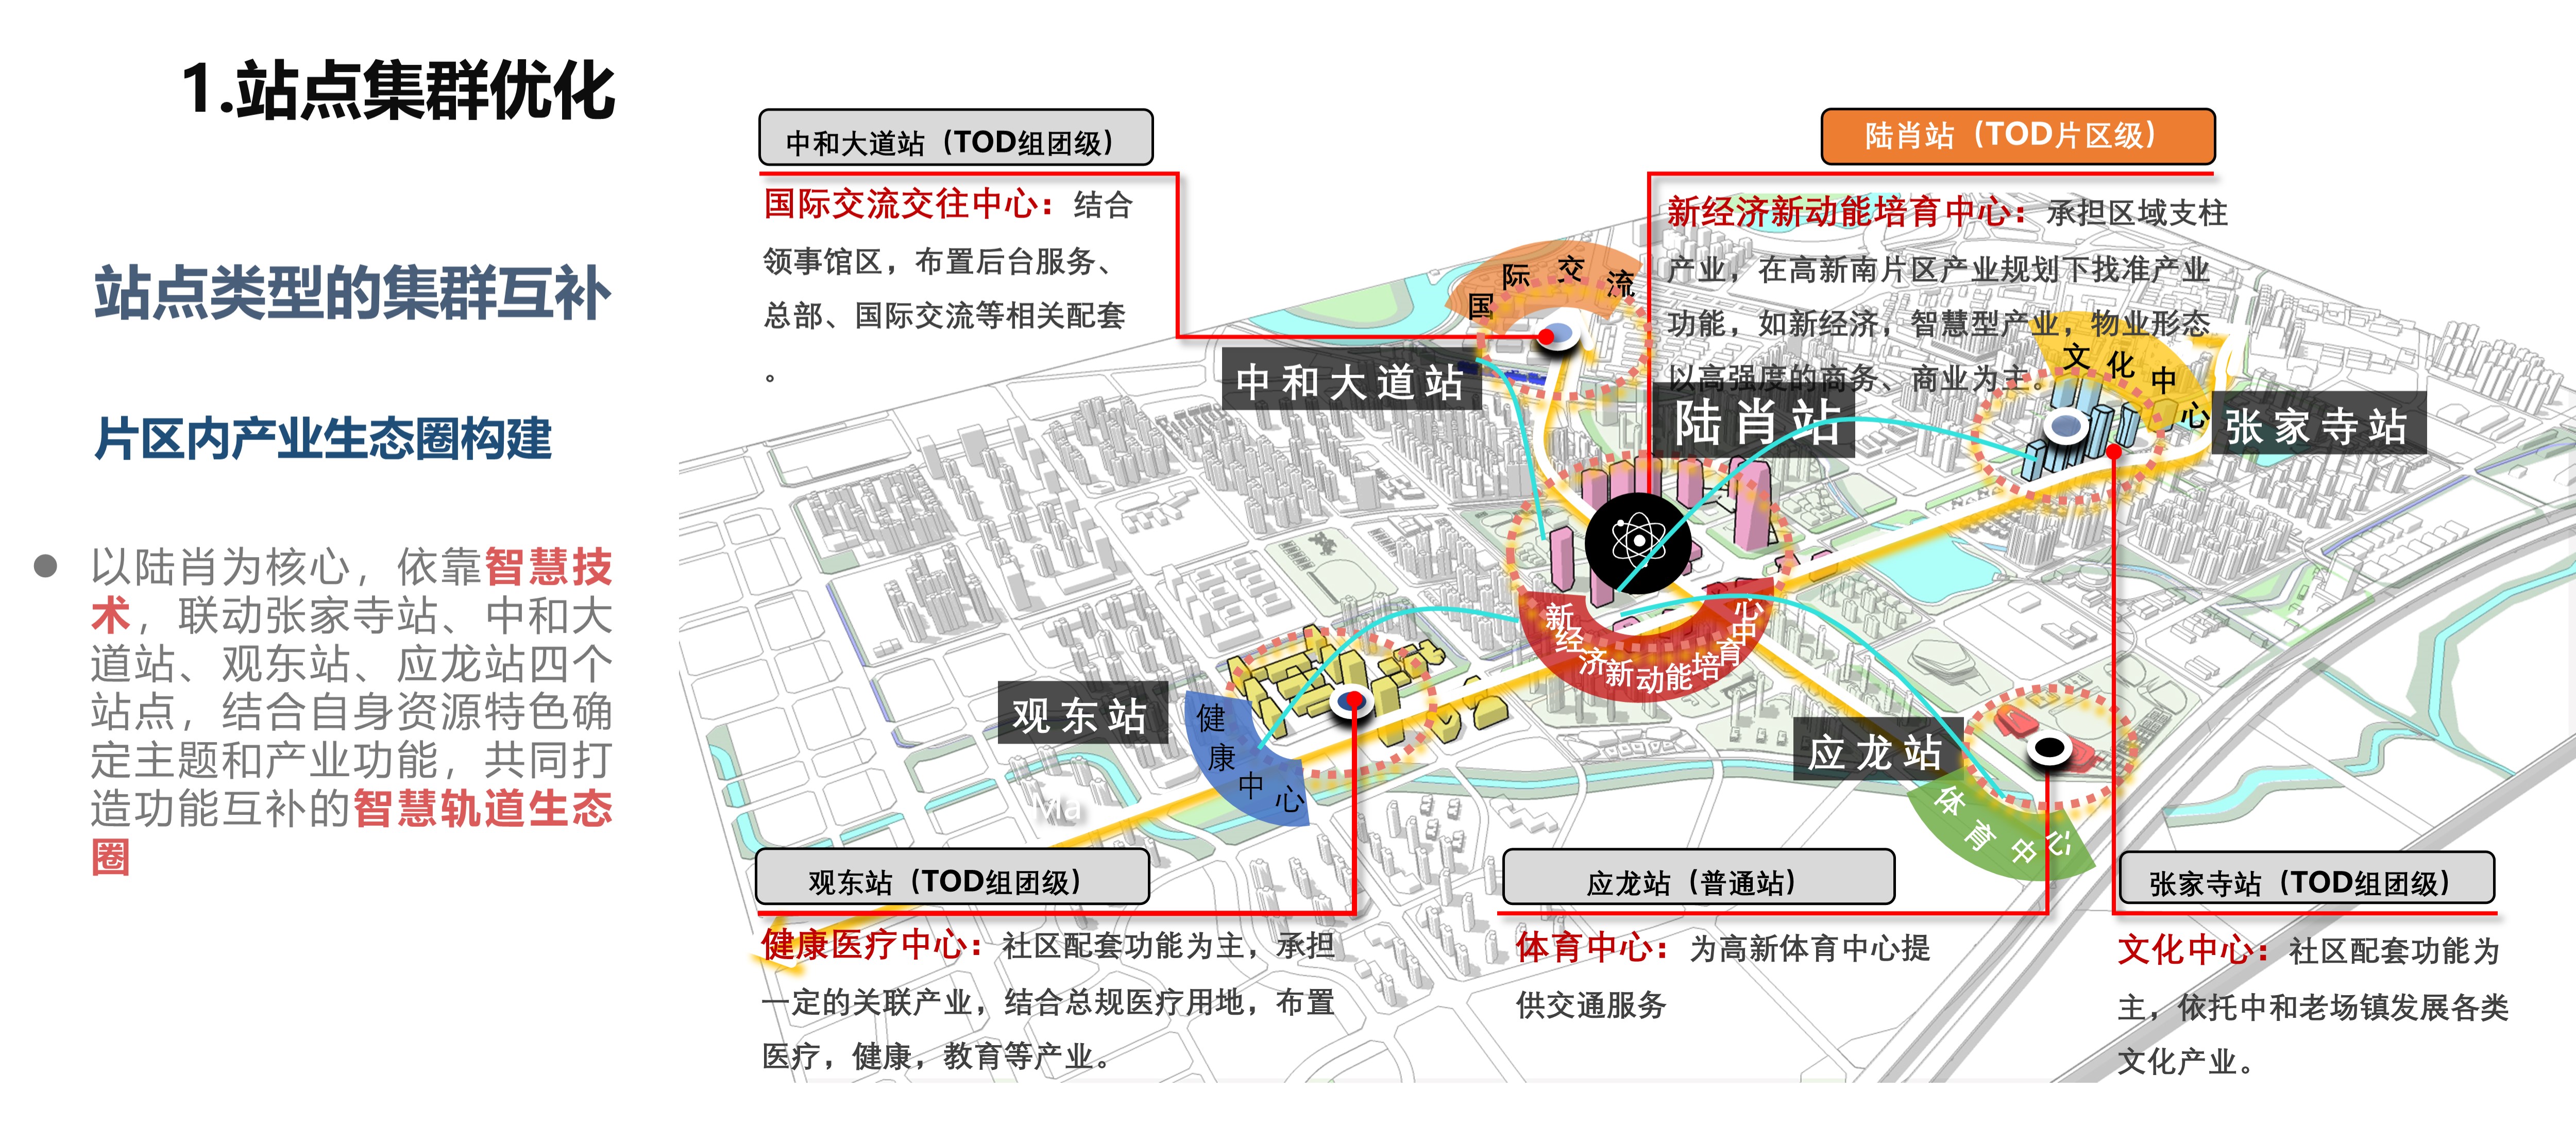 1.站点集群优化
站点类型的集群互补
片区内产业生态圈构建
以陆肖为核心，依靠智慧技
术，联动张家寺站、中和大
道站、观东站、应龙站四个
站点，结合自身资源特色确
定主题和产业功能，共同打
造功能互补的智慧轨道生态
圈
中和大道站（TOD组团级）
国际交流交往中心：结合
领事馆区，布置后台服务、
总部、国际交流等相关配套
。
陆肖站（TOD片区级）
新经济新动能培育中心：承担区域支柱
产业，在高新南片区产业规划下找准产业
功能，如新经济，智慧型产业，物业形态
以高强度的商务、商业为主。
国际交流
中和大道站
陆肖站
文化中心
张家寺站
新经济新动能培育中心
观东站
健康中心
应龙站
体育中心
观东站（TOD组团级）
健康医疗中心：社区配套功能为主，承担
一定的关联产业，结合总规医疗用地，布置
医疗，健康，教育等产业。
应龙站（普通站）
体育中心：为高新体育中心提
供交通服务
张家寺站（TOD组团级）
文化中心：社区配套功能为
主，依托中和老场镇发展各类
文化产业。